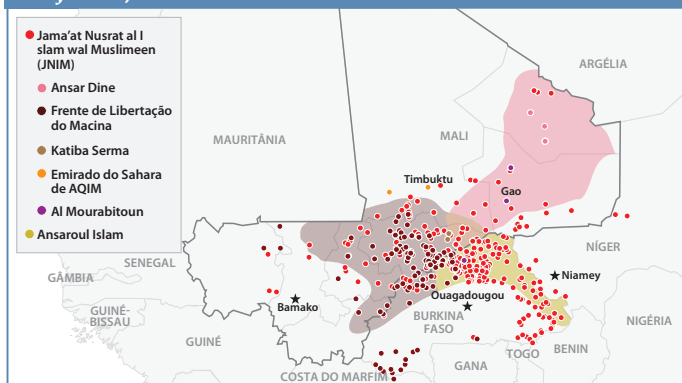 Jama'at Nusrat al I
slam wal Muslimeen
(JNIM)
Ansar Dine
Frente de Libertação
do Macina
Katiba Serma
Emirado do Sahara
de AQIM
Al Mourabitoun
Ansaroul Islam
ARGÉLIA
MAURITÂNIA
MALI
Timbuktu
Gao
NÍGER
SENEGAL
GÂMBIA
Niamey
Bamako
Ouagadougou
GUINÉ-
BISSAU
BURKINA
FASO
NIGÉRIA
GUINÉ
TOGO
BENIN
GANA
COSTA DO MARFIM